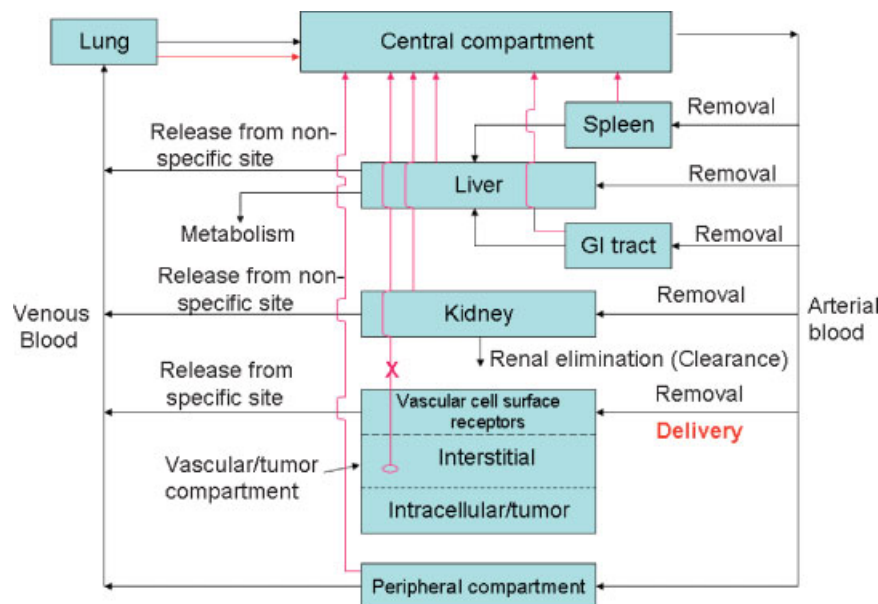 Lung
Central compartment
Removal
Spleen
Release from non-
specific site
Liver
Removal
Metabolism
GI tract
Removal
Release from non-
specific site
Removal
Venous
Blood
Kidney
Arterial
blood
Renal elimination (Clearance)
X
Release from
specific site
Vascular cell surface
receptors
Removal
Delivery
Vascular/tumor
compartment
Interstitial
Intracellular/tumor
Peripheral compartment